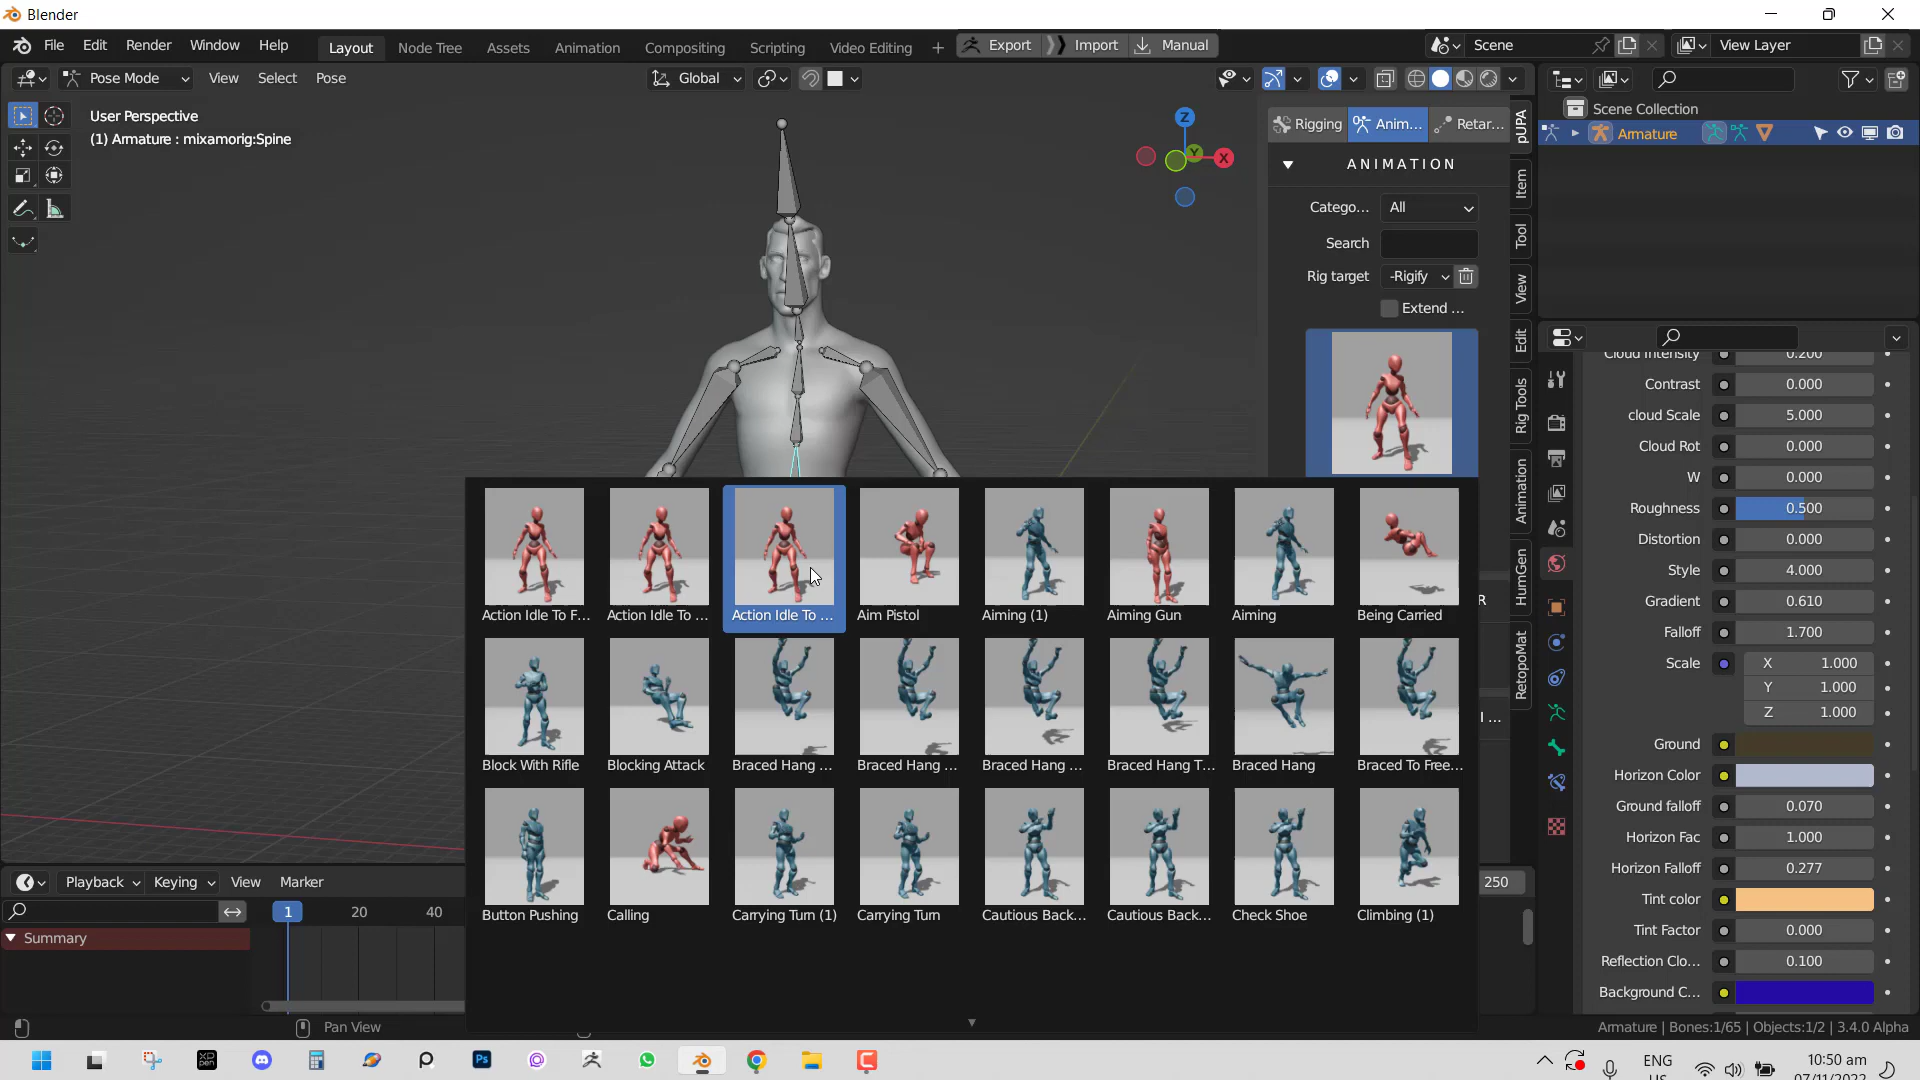 Blender
File Edit Render Window Help Layout Node Tree Assets Animation Compositing Scripting Video Editing + Export Import Manual Scene View Layer
Pose Mode View Select Pose Global
User Perspective
(1) Armature : mixamorig:Spine
Z
Y
X
Rigging Anim... Retar...
ANIMATION
Catego... All
Search
Rig target -Rigify
Extend ...
pUPA
Item
Tool
View
Edit
Rig Tools
Animation
HumGen
RetopoMat
R
I ...
Scene Collection
Armature
Cloud Intensity 0.200
Contrast 0.000
cloud Scale 5.000
Cloud Rot 0.000
W 0.000
Roughness 0.500
Distortion 0.000
Style 4.000
Gradient 0.610
Falloff 1.700
Scale X 1.000
Y 1.000
Z 1.000
Ground
Horizon Color
Ground falloff 0.070
Horizon Fac 1.000
Horizon Falloff 0.277
Tint color
Tint Factor 0.000
Reflection Clo... 0.100
Background C...
Action Idle To F... Action Idle To ... Action Idle To ... Aim Pistol Aiming (1) Aiming Gun Aiming Being Carried
Block With Rifle Blocking Attack Braced Hang ... Braced Hang ... Braced Hang ... Braced Hang T... Braced Hang Braced To Free...
Button Pushing Calling Carrying Turn (1) Carrying Turn Cautious Back... Cautious Back... Check Shoe Climbing (1)
Playback Keying View Marker 250
1 20 40
Summary
Pan View
Armature | Bones:1/65 | Objects:1/2 | 3.4.0 Alpha
xp pen
Ps
ENG
US
10:50 am
07/11/2022